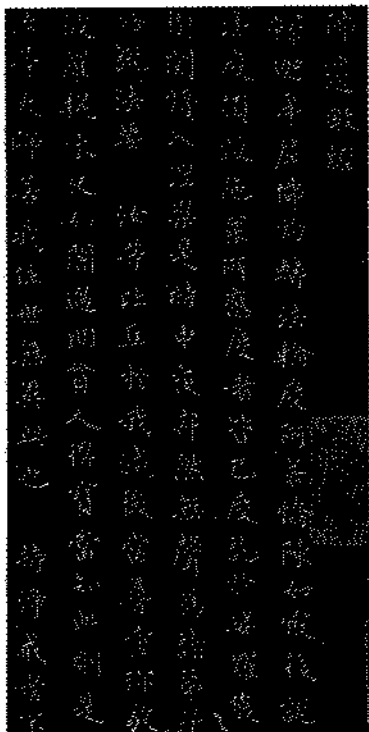 佛遺教經
釋迦牟尼佛初轉法輪度阿若憍陳如最後說
法度須跋陀羅所應度者皆已度訖於娑羅雙
樹間將入涅槃是時中夜寂然無聲為諸弟子
略說法要 汝等比丘於我滅後當尊重珍敬
波羅提木叉如闇遇明貧人得寶當知此則是
汝等大師若我住世無異此也 持淨戒者不